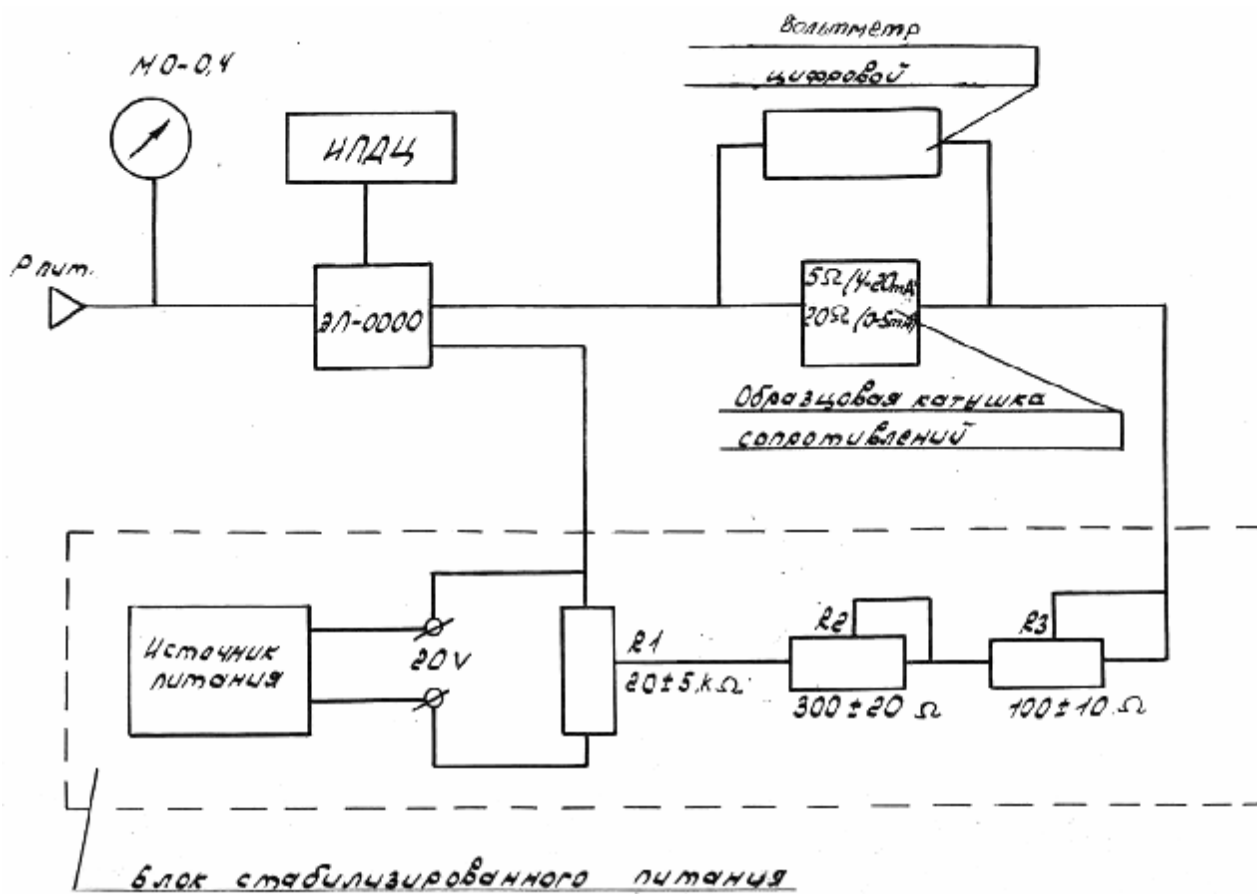 МО-0,4
Вольтметр
цифровой
ИПДЦ
Р пит.
ЭП-0000
5Ω/4-20mA/
20Ω/0-5mA/
Образцовая катушка
сопротивлений
Источник
питания
20V
R1
20±5 kΩ
R2
300±20 Ω
R3
100±10 Ω
Блок стабилизированного питания